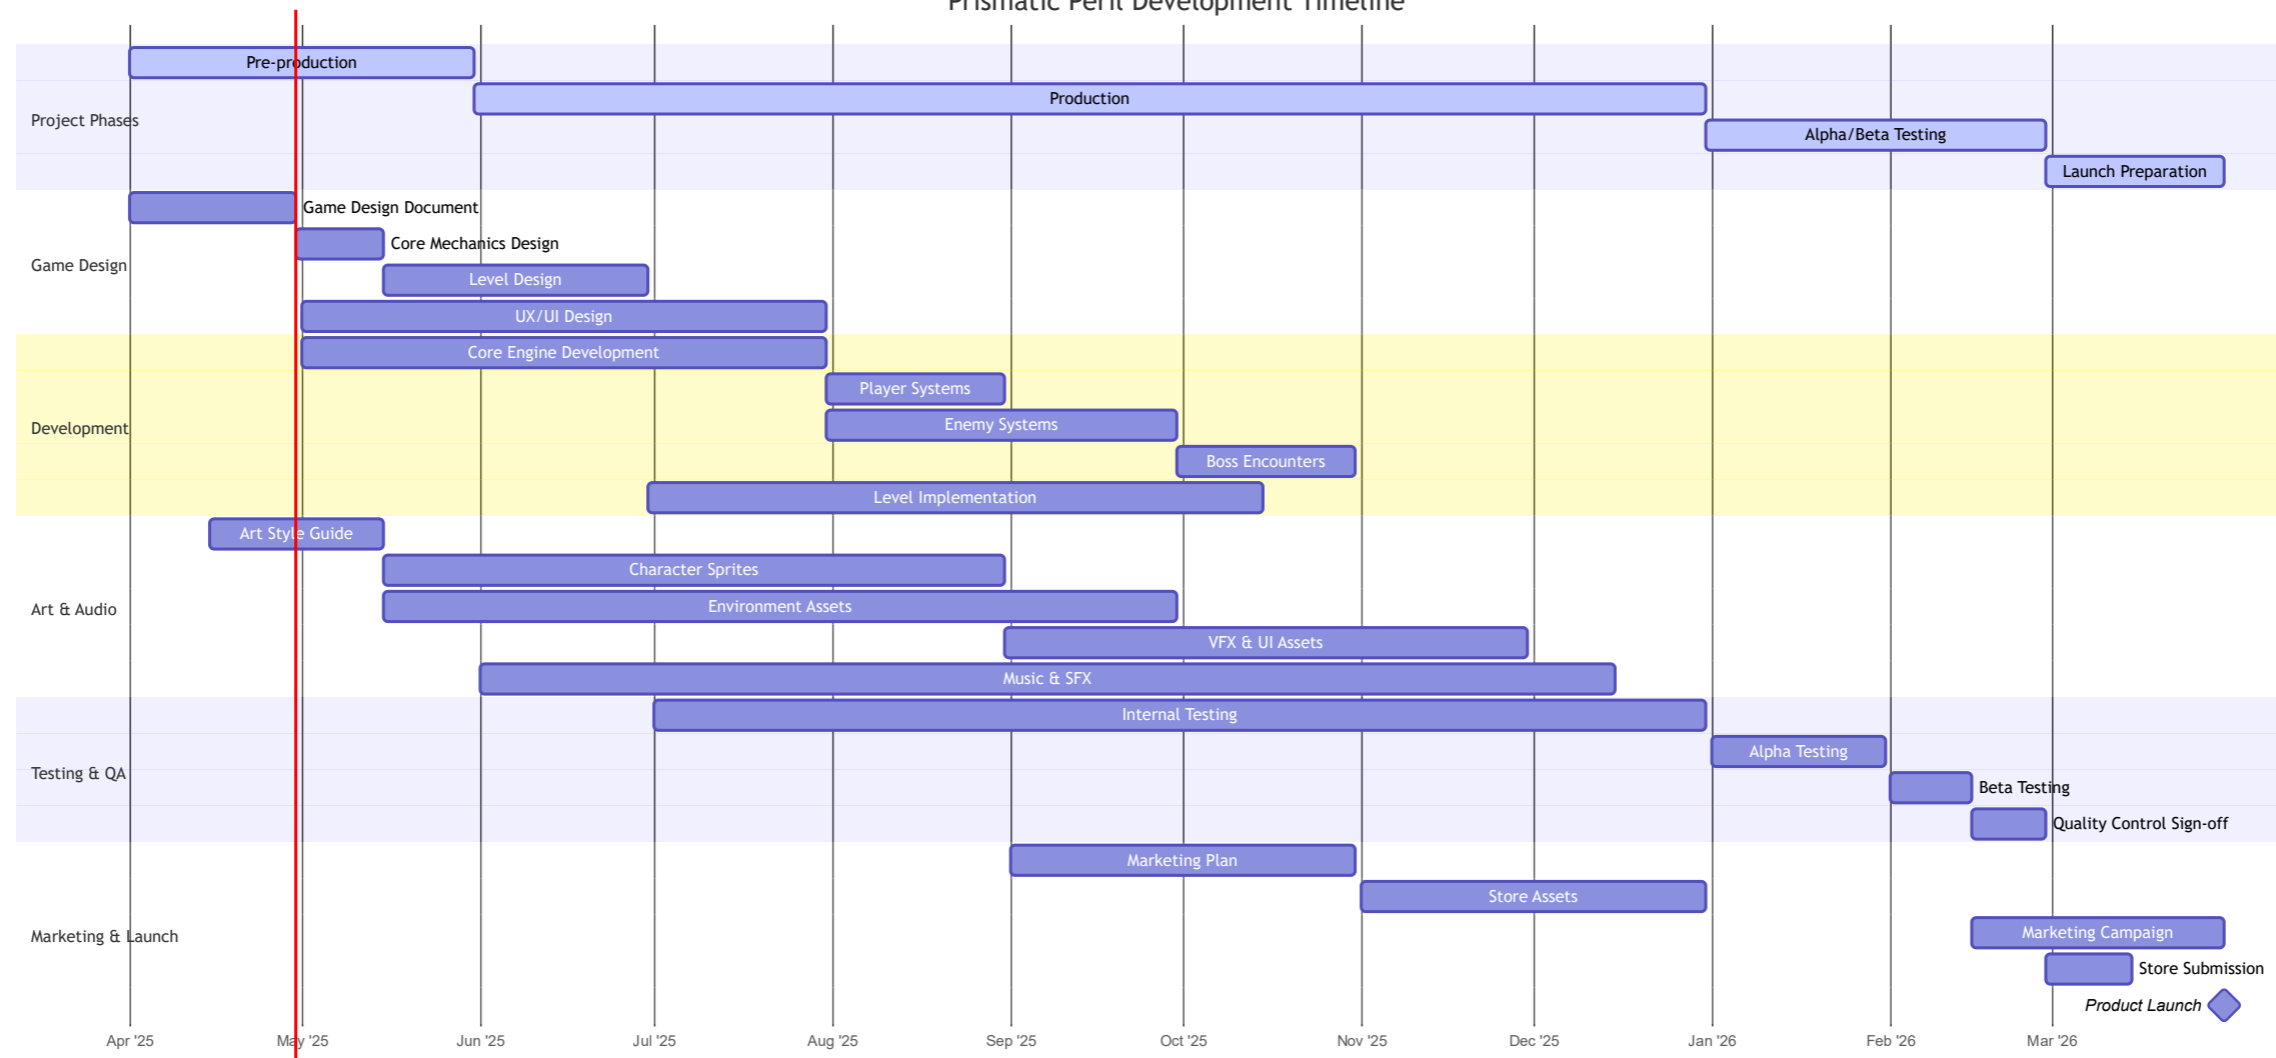 Prismatic Peril Development Timeline
Pre-production
Production
Project Phases
Alpha/Beta Testing
Launch Preparation
Game Design Document
Core Mechanics Design
Game Design
Level Design
UX/UI Design
Core Engine Development
Player Systems
Development
Enemy Systems
Boss Encounters
Level Implementation
Art Style Guide
Character Sprites
Art & Audio
Environment Assets
VFX & UI Assets
Music & SFX
Internal Testing
Alpha Testing
Testing & QA
Beta Testing
Quality Control Sign-off
Marketing Plan
Store Assets
Marketing & Launch
Marketing Campaign
Store Submission
Product Launch
Apr '25 May '25 Jun '25 Jul '25 Aug '25 Sep '25 Oct '25 Nov '25 Dec '25 Jan '26 Feb '26 Mar '26